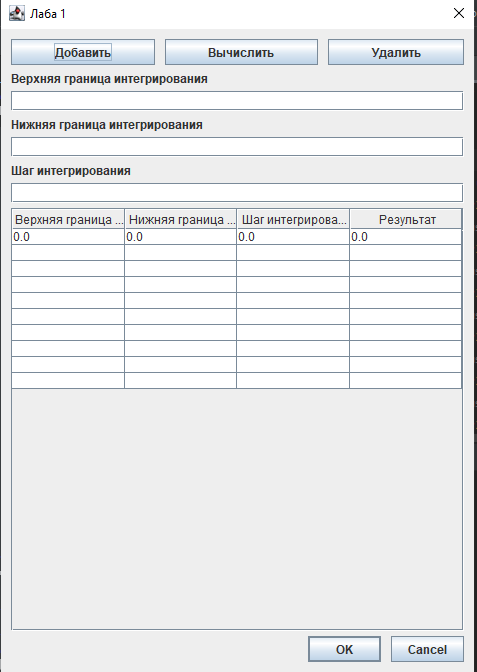 Лаба 1
Добавить Вычислить Удалить
Верхняя граница интегрирования
Нижняя граница интегрирования
Шаг интегрирования
Верхняя граница ... Нижняя граница ... Шаг интегрирова... Результат
0.0 0.0 0.0 0.0
OK Cancel